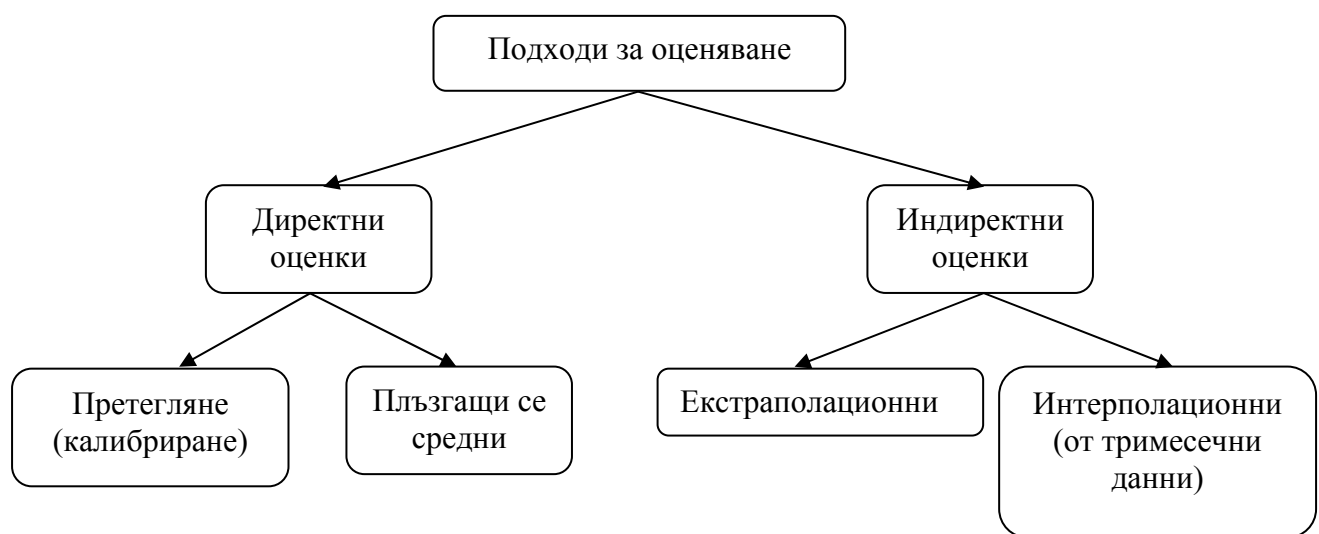 Подходи за оценяване
Директни
оценки
Индиректни
оценки
Претегляне
(калибриране)
Плъзгащи се
средни
Екстраполационни
Интерполационни
(от тримесечни
данни)